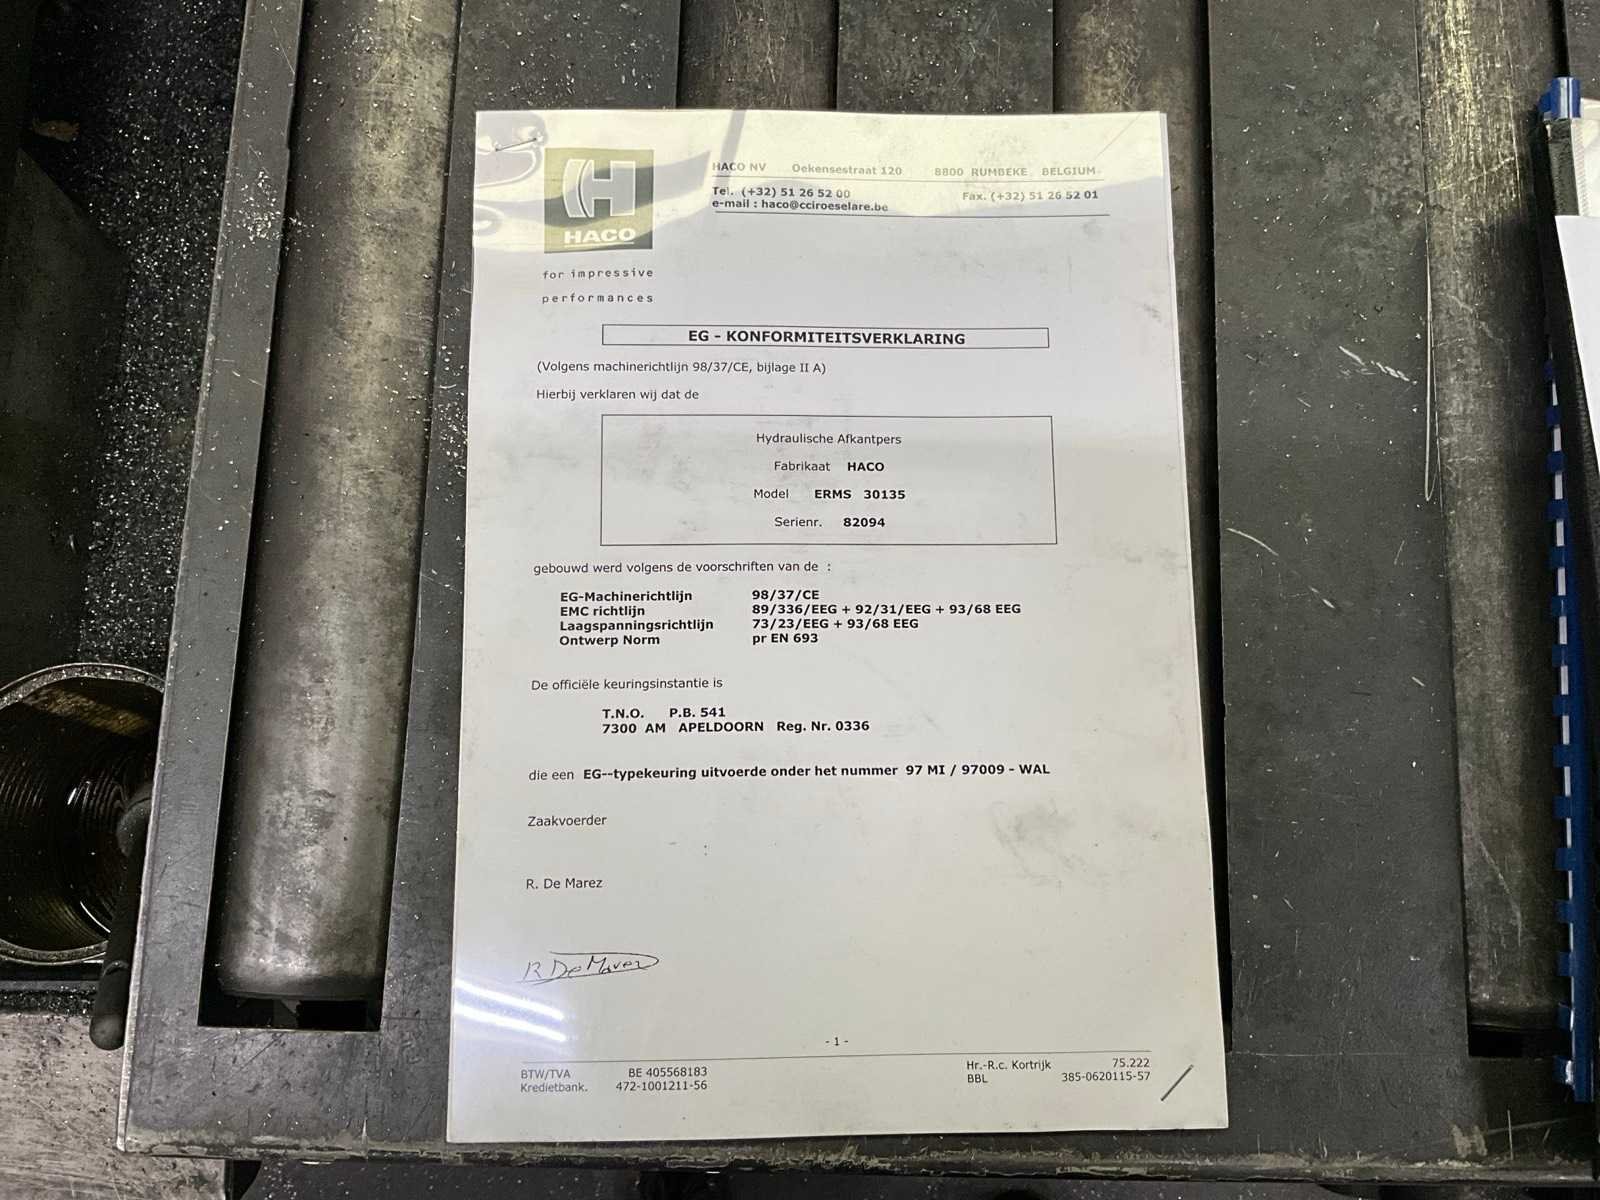 HACO
for impressive
performances
HACO NV Oekensestraat 120 8800 RUMBEKE BELGIUM
Tel. (+32) 51 26 52 00 Fax. (+32) 51 26 52 01
e-mail : haco@cciroeselare.be
EG - KONFORMITEITSVERKLARING
(Volgens machinerichtlijn 98/37/CE, bijlage II A)
Hierbij verklaren wij dat de
Hydraulische Afkantpers
Fabrikaat HACO
Model ERMS 30135
Serienr. 82094
gebouwd werd volgens de voorschriften van de :
EG-Machinerichtlijn 98/37/CE
EMC richtlijn 89/336/EEG + 92/31/EEG + 93/68 EEG
Laagspanningsrichtlijn 73/23/EEG + 93/68 EEG
Ontwerp Norm pr EN 693
De officiële keuringsinstantie is
T.N.O. P.B. 541
7300 AM APELDOORN Reg. Nr. 0336
die een EG--typekeuring uitvoerde onder het nummer 97 MI / 97009 - WAL
Zaakvoerder
R. De Marez
R De Marez
- 1 -
BTW/TVA BE 405568183 Hr.-R.c. Kortrijk 75.222
Kredietbank. 472-1001211-56 BBL 385-0620115-57